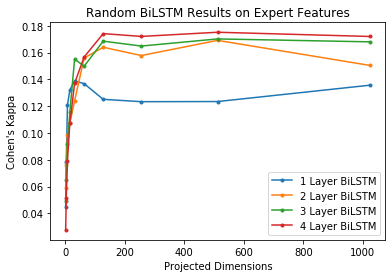 Random BiLSTM Results on Expert Features
Cohen's Kappa
0.18
0.16
0.14
0.12
0.10
0.08
0.06
0.04
1 Layer BiLSTM
2 Layer BiLSTM
3 Layer BiLSTM
4 Layer BiLSTM
0 200 400 600 800 1000
Projected Dimensions